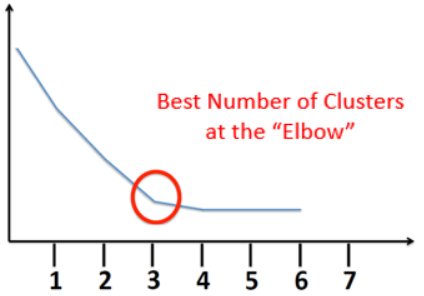 Best Number of Clusters
at the “Elbow”
1 2 3 4 5 6 7